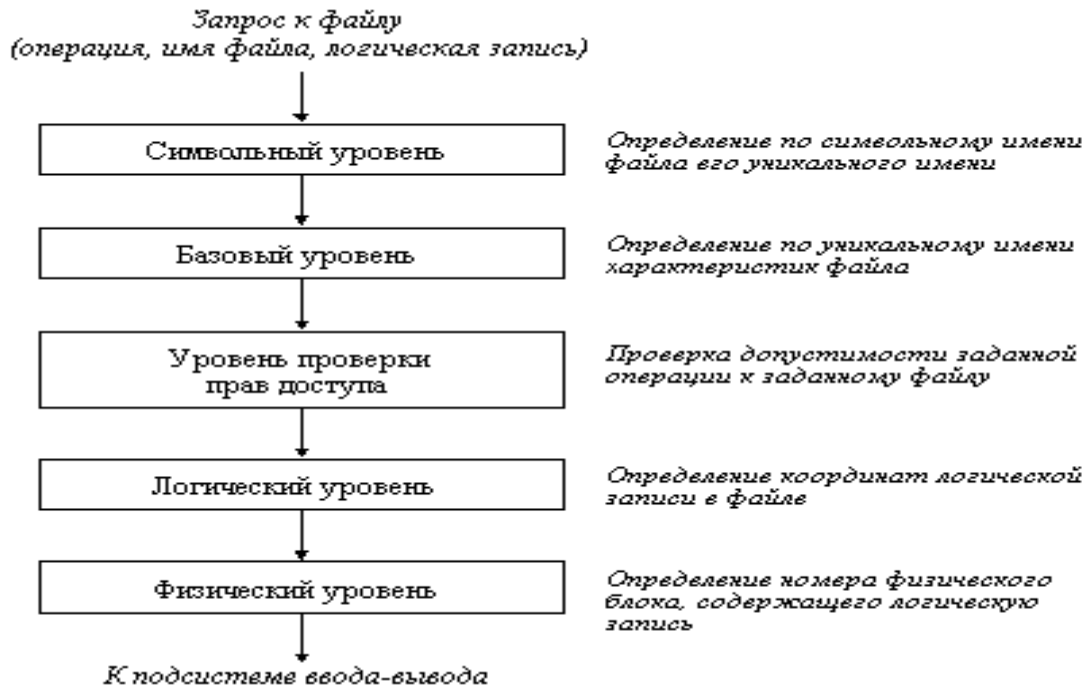 Запрос к файлу
(операция, имя файла, логическая запись)
Символьный уровень
Определение по символьному имени
файла его уникального имени
Базовый уровень
Определение по уникальному имени
характеристик файла
Уровень проверки
прав доступа
Проверка допустимости заданной
операции к заданному файлу
Логический уровень
Определение координат логической
записи в файле
Физический уровень
Определение номера физического
блока, содержащего логическую
запись
К подсистеме ввода-вывода